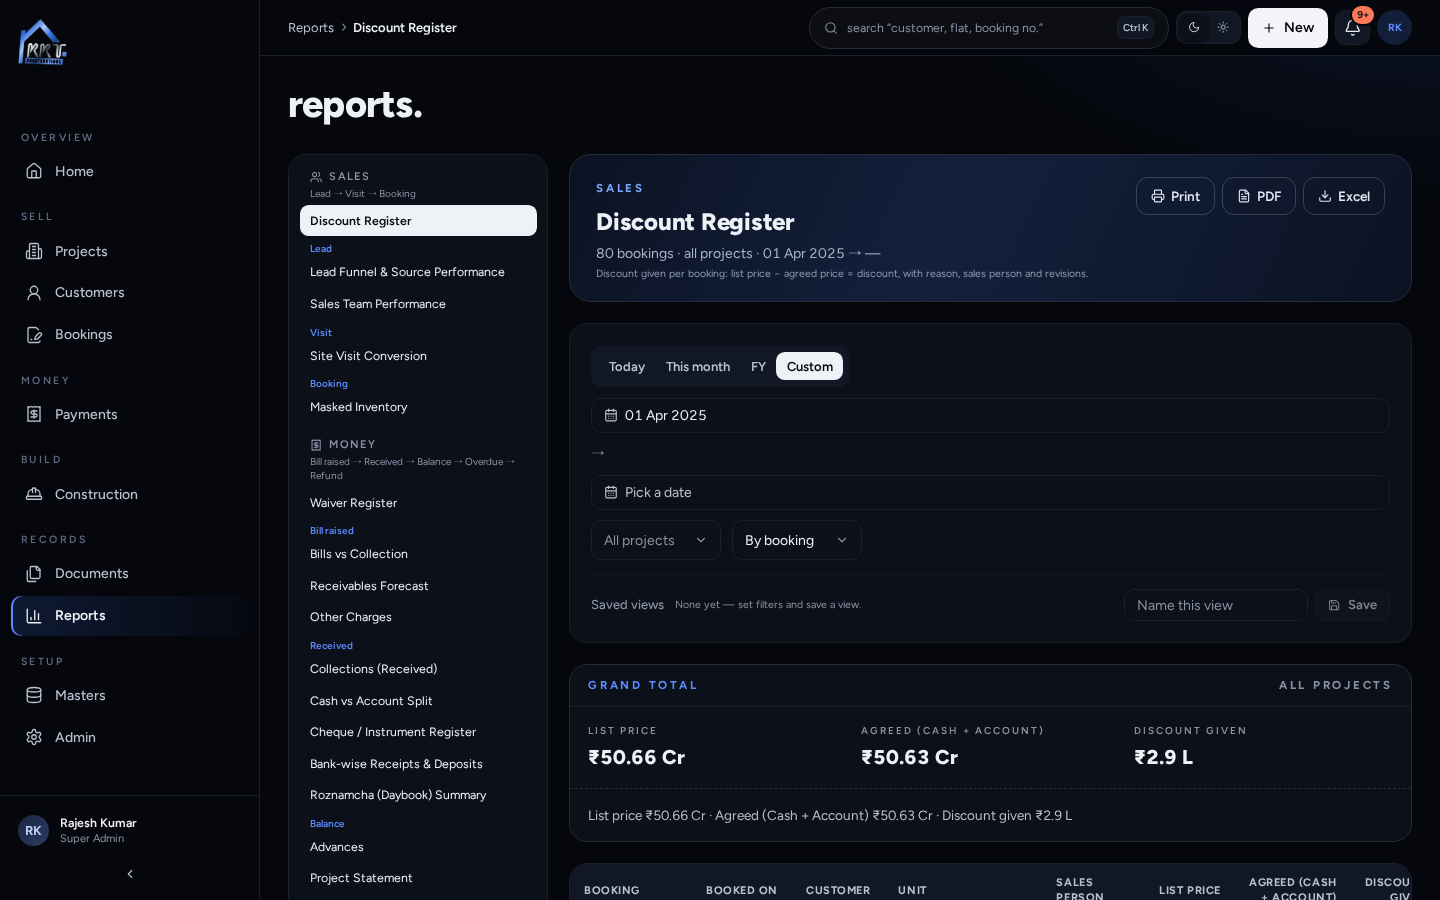 RKT
OVERVIEW
Home
SELL
Projects
Customers
Bookings
MONEY
Payments
BUILD
Construction
RECORDS
Documents
Reports
SETUP
Masters
Admin
RK
Rajesh Kumar
Super Admin
Reports > Discount Register
search “customer, flat, booking no.”
Ctrl K
+ New
9+
RK
reports.
SALES
Lead → Visit → Booking
Discount Register
Lead
Lead Funnel & Source Performance
Sales Team Performance
Visit
Site Visit Conversion
Booking
Masked Inventory
MONEY
Bill raised → Received → Balance → Overdue →
Refund
Waiver Register
Bill raised
Bills vs Collection
Receivables Forecast
Other Charges
Received
Collections (Received)
Cash vs Account Split
Cheque / Instrument Register
Bank-wise Receipts & Deposits
Roznamcha (Daybook) Summary
Balance
Advances
Project Statement
SALES
Discount Register
80 bookings · all projects · 01 Apr 2025 → —
Discount given per booking: list price − agreed price = discount, with reason, sales person and revisions.
Print
PDF
Excel
Today
This month
FY
Custom
01 Apr 2025
→
Pick a date
All projects
By booking
Saved views
None yet — set filters and save a view.
Name this view
Save
GRAND TOTAL
ALL PROJECTS
LIST PRICE
AGREED (CASH + ACCOUNT)
DISCOUNT GIVEN
₹50.66 Cr
₹50.63 Cr
₹2.9 L
List price ₹50.66 Cr · Agreed (Cash + Account) ₹50.63 Cr · Discount given ₹2.9 L
BOOKING
BOOKED ON
CUSTOMER
UNIT
SALES
PERSON
LIST PRICE
AGREED (CASH
+ ACCOUNT)
DISCOU
GIV